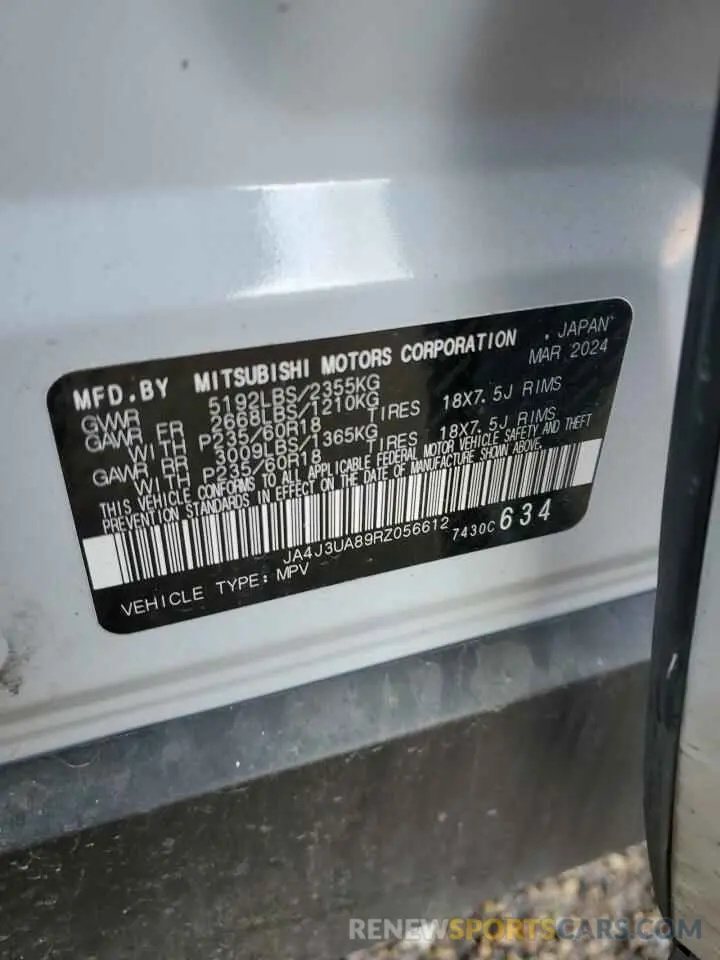 MFD.BY MITSUBISHI MOTORS CORPORATION . JAPAN
GVWR 5192LBS/2355KG MAR 2024
GAWR FR 2668LBS/1210KG
WITH P235/60R18 TIRES 18X7.5J RIMS
GAWR RR 3009LBS/1365KG
WITH P235/60R18 TIRES 18X7.5J RIMS
THIS VEHICLE CONFORMS TO ALL APPLICABLE FEDERAL MOTOR VEHICLE SAFETY AND THEFT
PREVENTION STANDARDS IN EFFECT ON THE DATE OF MANUFACTURE SHOWN ABOVE.
JA4J3UA89RZ056612 7430C 634
VEHICLE TYPE: MPV
RENEWSPORTSCARS.COM